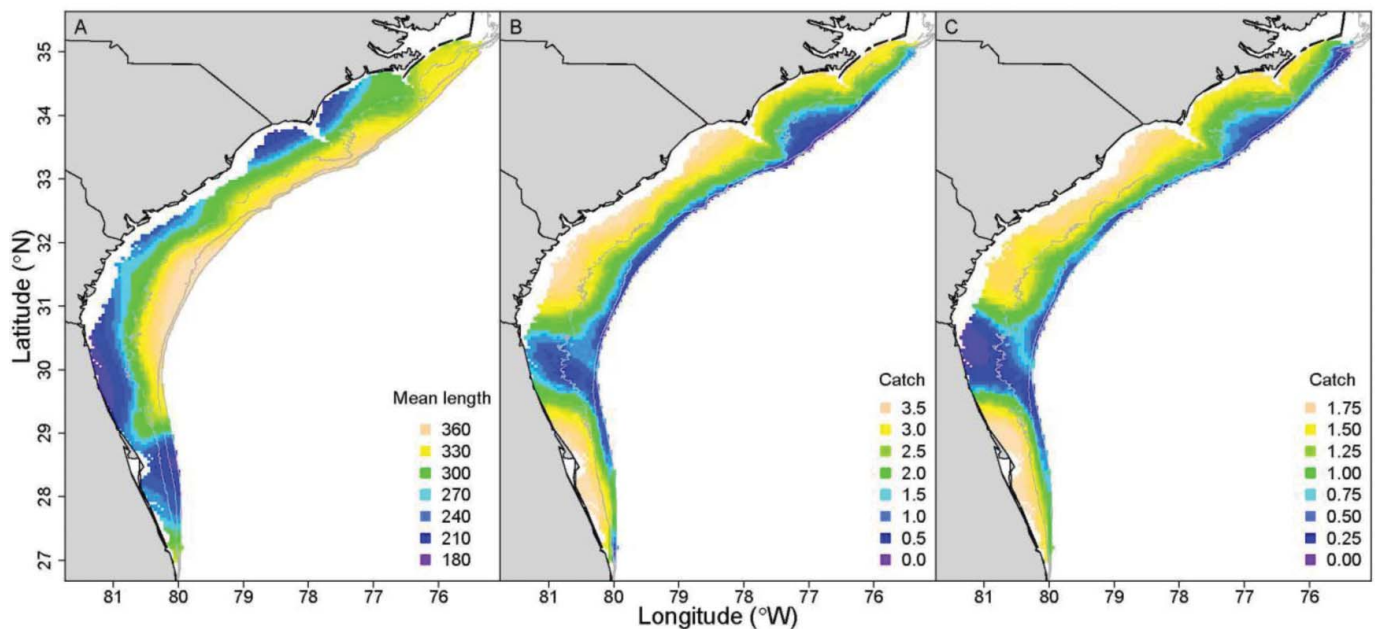 A
B
C
35
34
33
32
31
30
29
28
27
Latitude (°N)
Mean length
360
330
300
270
240
210
180
Catch
3.5
3.0
2.5
2.0
1.5
1.0
0.5
0.0
Catch
1.75
1.50
1.25
1.00
0.75
0.50
0.25
0.00
81 80 79 78 77 76
81 80 79 78 77 76
81 80 79 78 77 76
Longitude (°W)